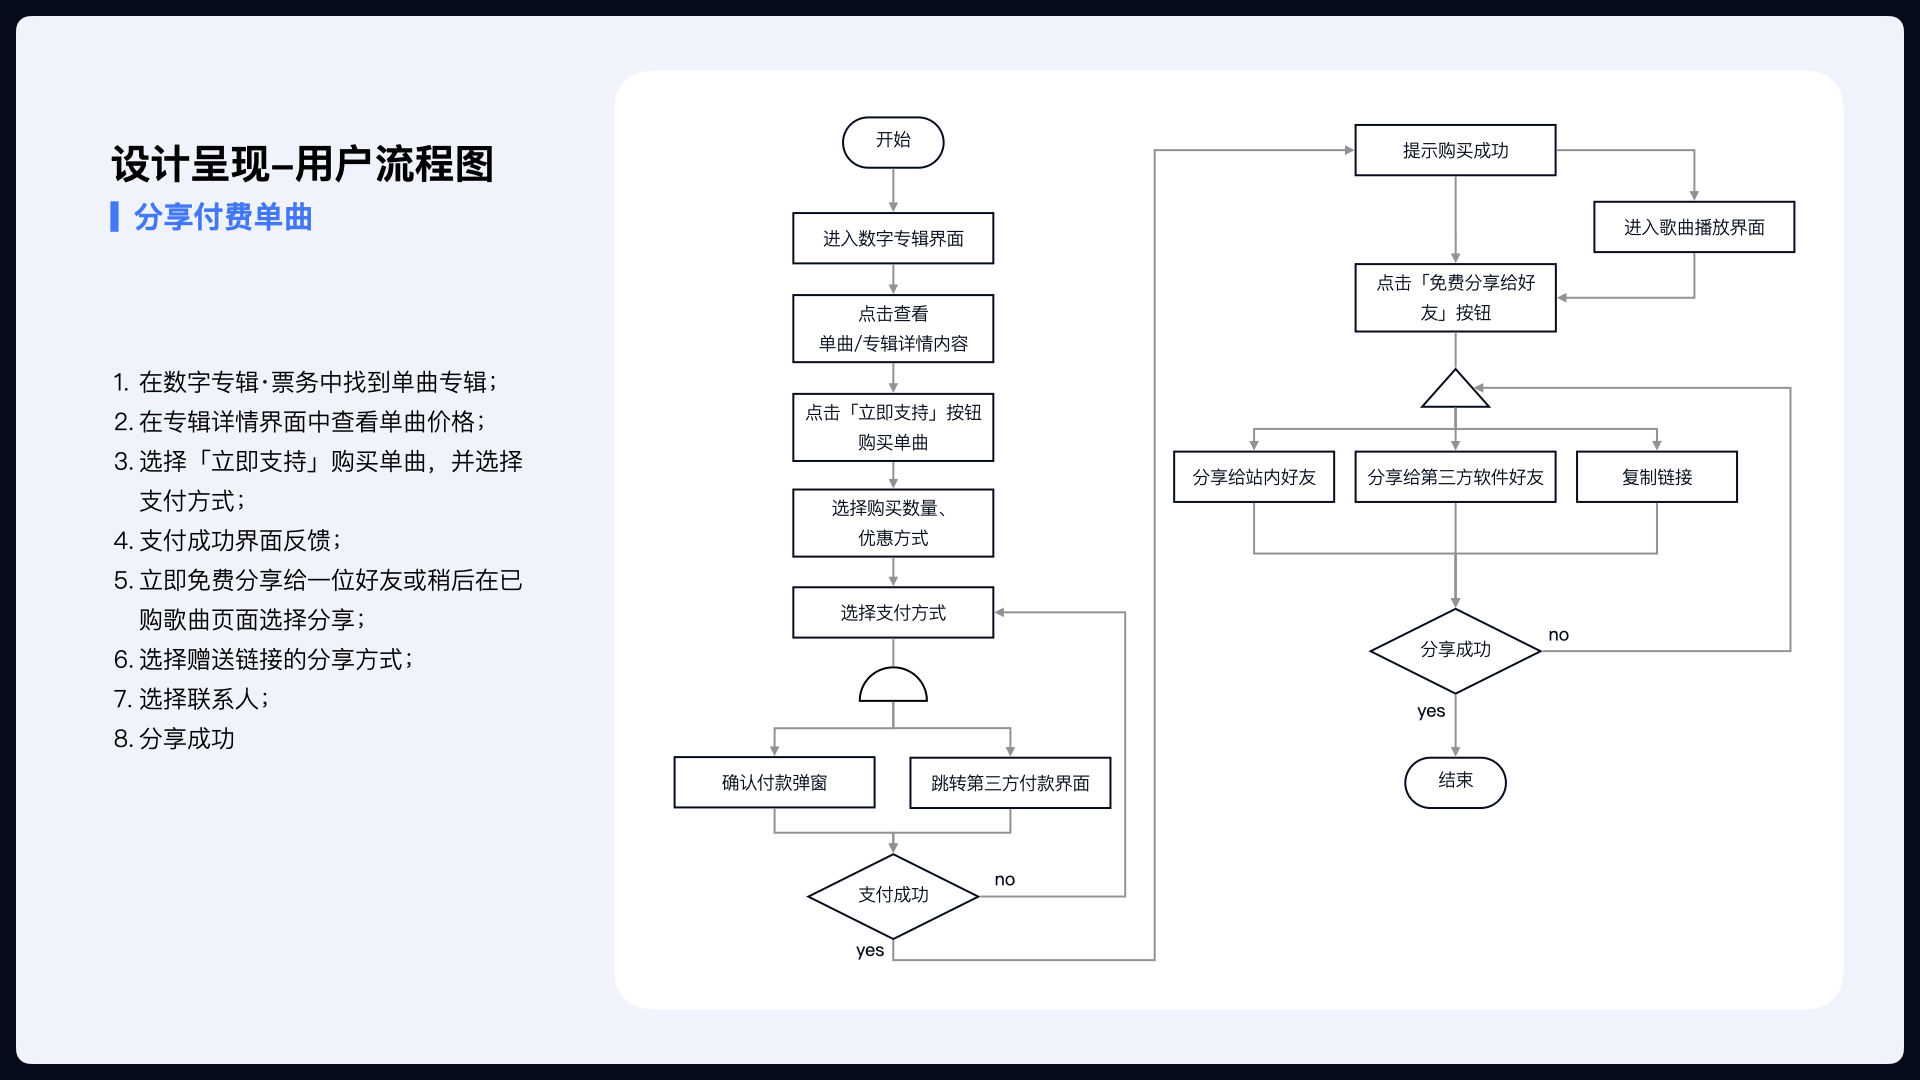 设计呈现-用户流程图
分享付费单曲
1. 在数字专辑·票务中找到单曲专辑；
2. 在专辑详情界面中查看单曲价格；
3. 选择「立即支持」购买单曲，并选择
支付方式；
4. 支付成功界面反馈；
5. 立即免费分享给一位好友或稍后在已
购歌曲页面选择分享；
6. 选择赠送链接的分享方式；
7. 选择联系人；
8. 分享成功
开始
进入数字专辑界面
点击查看
单曲/专辑详情内容
点击「立即支持」按钮
购买单曲
选择购买数量、
优惠方式
选择支付方式
确认付款弹窗
跳转第三方付款界面
支付成功
no
yes
提示购买成功
进入歌曲播放界面
点击「免费分享给好
友」按钮
分享给站内好友
分享给第三方软件好友
复制链接
分享成功
no
yes
结束